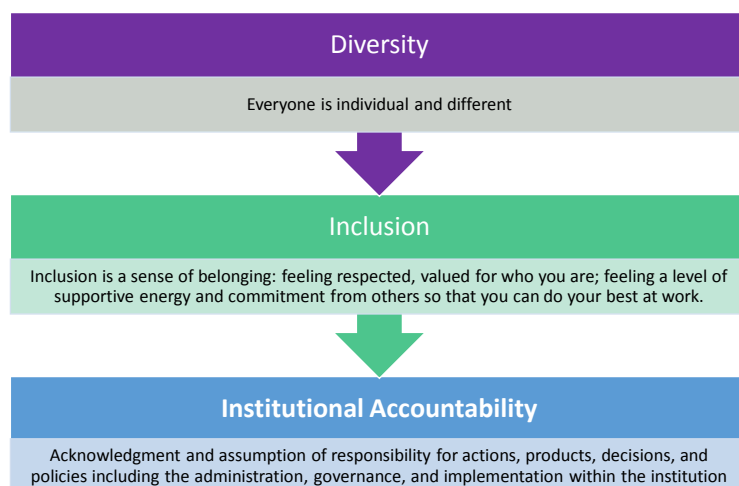 Diversity
Everyone is individual and different
Inclusion
Inclusion is a sense of belonging: feeling respected, valued for who you are; feeling a level of
supportive energy and commitment from others so that you can do your best at work.
Institutional Accountability
Acknowledgment and assumption of responsibility for actions, products, decisions, and
policies including the administration, governance, and implementation within the institution